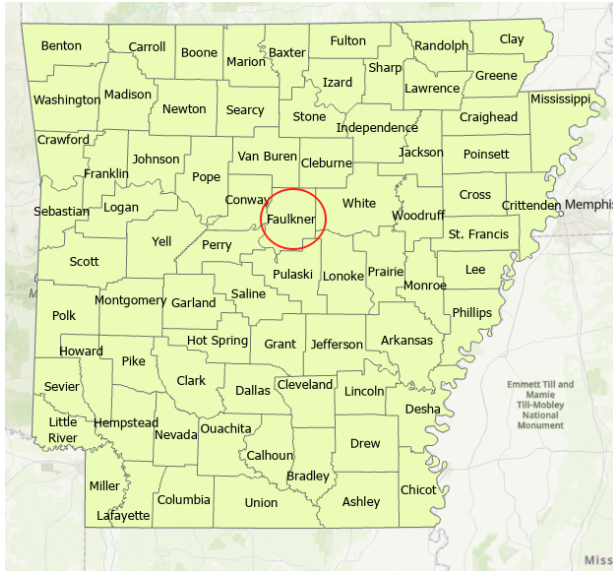 Benton
Carroll
Boone
Marion
Baxter
Fulton
Randolph
Clay
Sharp
Izard
Greene
Lawrence
Washington
Madison
Newton
Searcy
Stone
Mississippi
Craighead
Independence
Crawford
Franklin
Johnson
Pope
Van Buren
Cleburne
Jackson
Poinsett
Sebastian
Logan
Conway
Faulkner
White
Woodruff
Cross
Crittenden
Memphis
Yell
Perry
St. Francis
Scott
Pulaski
Lonoke
Prairie
Monroe
Lee
Montgomery
Garland
Saline
Phillips
Polk
Hot Spring
Grant
Jefferson
Arkansas
Howard
Pike
Sevier
Clark
Dallas
Cleveland
Lincoln
Desha
Emmett Till and
Mamie
Till-Mobley
National
Monument
Little
River
Hempstead
Nevada
Ouachita
Calhoun
Bradley
Drew
Miller
Lafayette
Columbia
Union
Ashley
Chicot
Miss